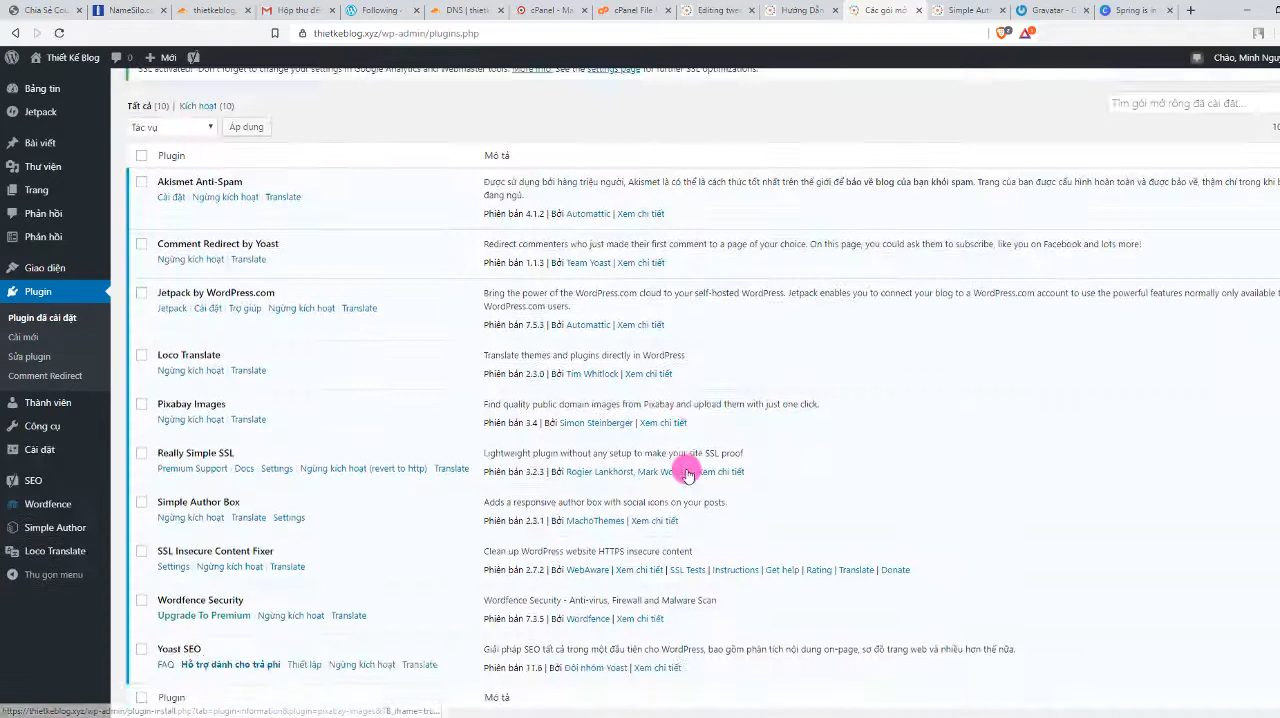 Chia Sẻ Cou
NameSilo.co
thietkeblog.
Hộp thư đế
Following -
DNS | thietk
cPanel - Ma
cPanel File
Editing twe
Hướng Dẫn
Các gói mở
Simple Aut
Gravatar - G
Spring is in
thietkeblog.xyz/wp-admin/plugins.php
Thiết Kế Blog 0 Mới
Chào, Minh Nguy
SSL activated! Don't forget to change your settings in Google Analytics and Webmaster tools. More info. See the settings page for further SSL optimizations.
Bảng tin
Jetpack
Bài viết
Thư viện
Trang
Phản hồi
Phản hồi
Giao diện
Plugin
Plugin đã cài đặt
Cài mới
Sửa plugin
Comment Redirect
Thành viên
Công cụ
Cài đặt
SEO
Wordfence
Simple Author
Loco Translate
Thu gọn menu
Tất cả (10) | Kích hoạt (10)
Tìm gói mở rộng đã cài đặt...
Tác vụ Áp dụng
10
Plugin Mô tả
Akismet Anti-Spam
Cài đặt | Ngừng kích hoạt | Translate
Được sử dụng bởi hàng triệu người, Akismet là có thể là cách thức tốt nhất trên thế giới để bảo vệ blog của bạn khỏi spam. Trang của bạn được cấu hình hoàn toàn và được bảo vệ, thậm chí trong khi b
đang ngủ.
Phiên bản 4.1.2 | Bởi Automattic | Xem chi tiết
Comment Redirect by Yoast
Ngừng kích hoạt | Translate
Redirect commenters who just made their first comment to a page of your choice. On this page, you could ask them to subscribe, like you on Facebook and lots more!
Phiên bản 1.1.3 | Bởi Team Yoast | Xem chi tiết
Jetpack by WordPress.com
Jetpack | Cài đặt | Trợ giúp | Ngừng kích hoạt | Translate
Bring the power of the WordPress.com cloud to your self-hosted WordPress. Jetpack enables you to connect your blog to a WordPress.com account to use the powerful features normally only available t
WordPress.com users.
Phiên bản 7.5.3 | Bởi Automattic | Xem chi tiết
Loco Translate
Ngừng kích hoạt | Translate
Translate themes and plugins directly in WordPress
Phiên bản 2.3.0 | Bởi Tim Whitlock | Xem chi tiết
Pixabay Images
Ngừng kích hoạt | Translate
Find quality public domain images from Pixabay and upload them with just one click.
Phiên bản 3.4 | Bởi Simon Steinberger | Xem chi tiết
Really Simple SSL
Premium Support | Docs | Settings | Ngừng kích hoạt (revert to http) | Translate
Lightweight plugin without any setup to make your site SSL proof
Phiên bản 3.2.3 | Bởi Rogier Lankhorst, Mark Wo Xem chi tiết
Simple Author Box
Ngừng kích hoạt | Translate | Settings
Adds a responsive author box with social icons on your posts.
Phiên bản 2.3.1 | Bởi MachoThemes | Xem chi tiết
SSL Insecure Content Fixer
Settings | Ngừng kích hoạt | Translate
Clean up WordPress website HTTPS insecure content
Phiên bản 2.7.2 | Bởi WebAware | Xem chi tiết | SSL Tests | Instructions | Get help | Rating | Translate | Donate
Wordfence Security
Upgrade To Premium | Ngừng kích hoạt | Translate
Wordfence Security - Anti-virus, Firewall and Malware Scan
Phiên bản 7.3.5 | Bởi Wordfence | Xem chi tiết
Yoast SEO
FAQ | Hỗ trợ dành cho trả phí | Thiết lập | Ngừng kích hoạt | Translate
Giải pháp SEO tất cả trong một đầu tiên cho WordPress, bao gồm phân tích nội dung on-page, sơ đồ trang web và nhiều hơn thế nữa.
Phiên bản 11.6 | Bởi Đội nhóm Yoast | Xem chi tiết
Plugin Mô tả
https://thietkeblog.xyz/wp-admin/plugin-install.php?tab=plugin-information&plugin=pixabay-images&TB_iframe=tru...